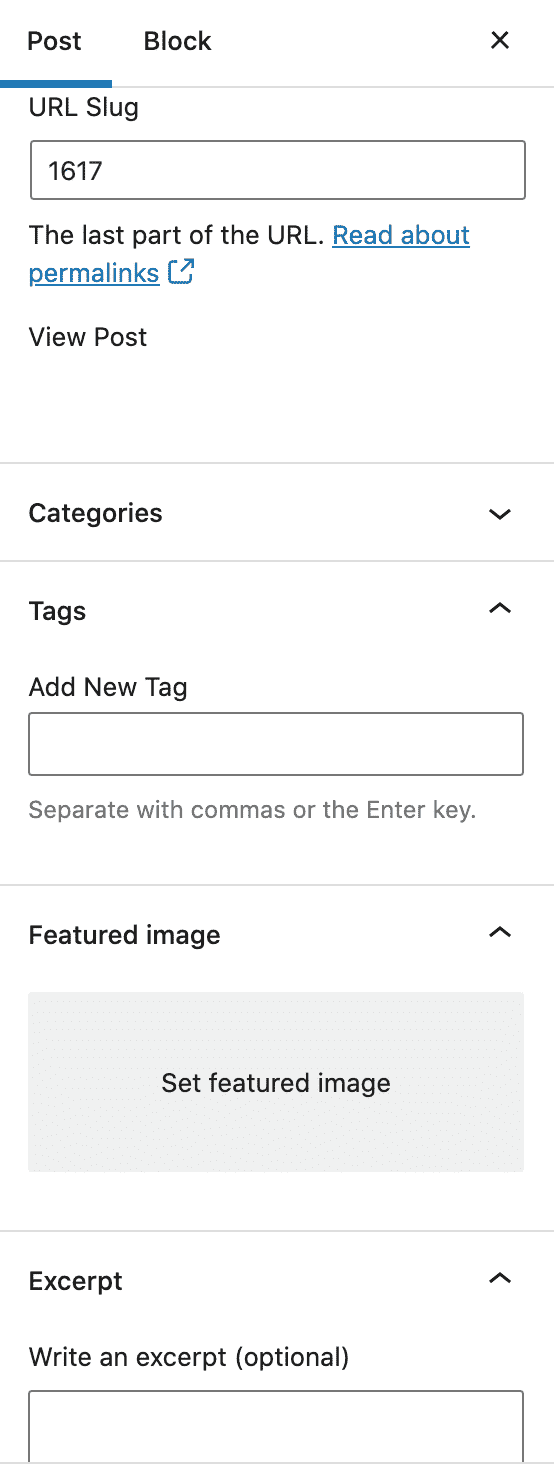 Post Block
URL Slug
1617
The last part of the URL. Read about
permalinks
View Post
Categories
Tags
Add New Tag
Separate with commas or the Enter key.
Featured image
Set featured image
Excerpt
Write an excerpt (optional)